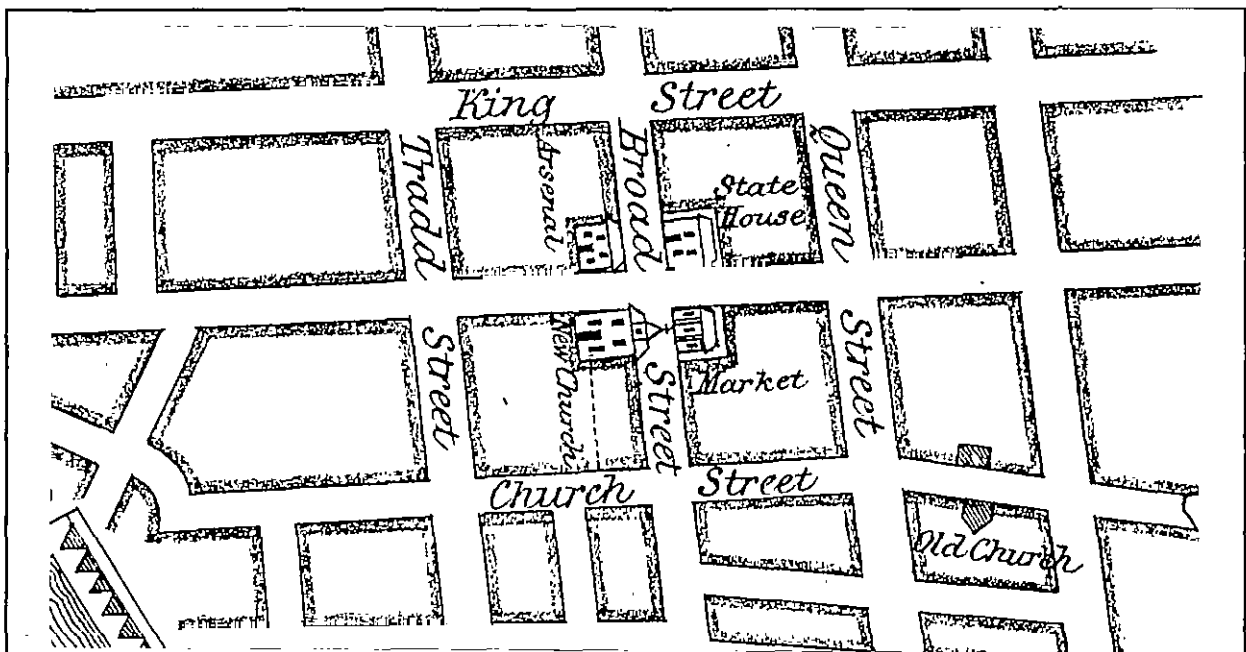 King Street
Tradd Street
Arsenal
Broad Street
State House
Queen Street
New Church
Market
Church Street
Old Church